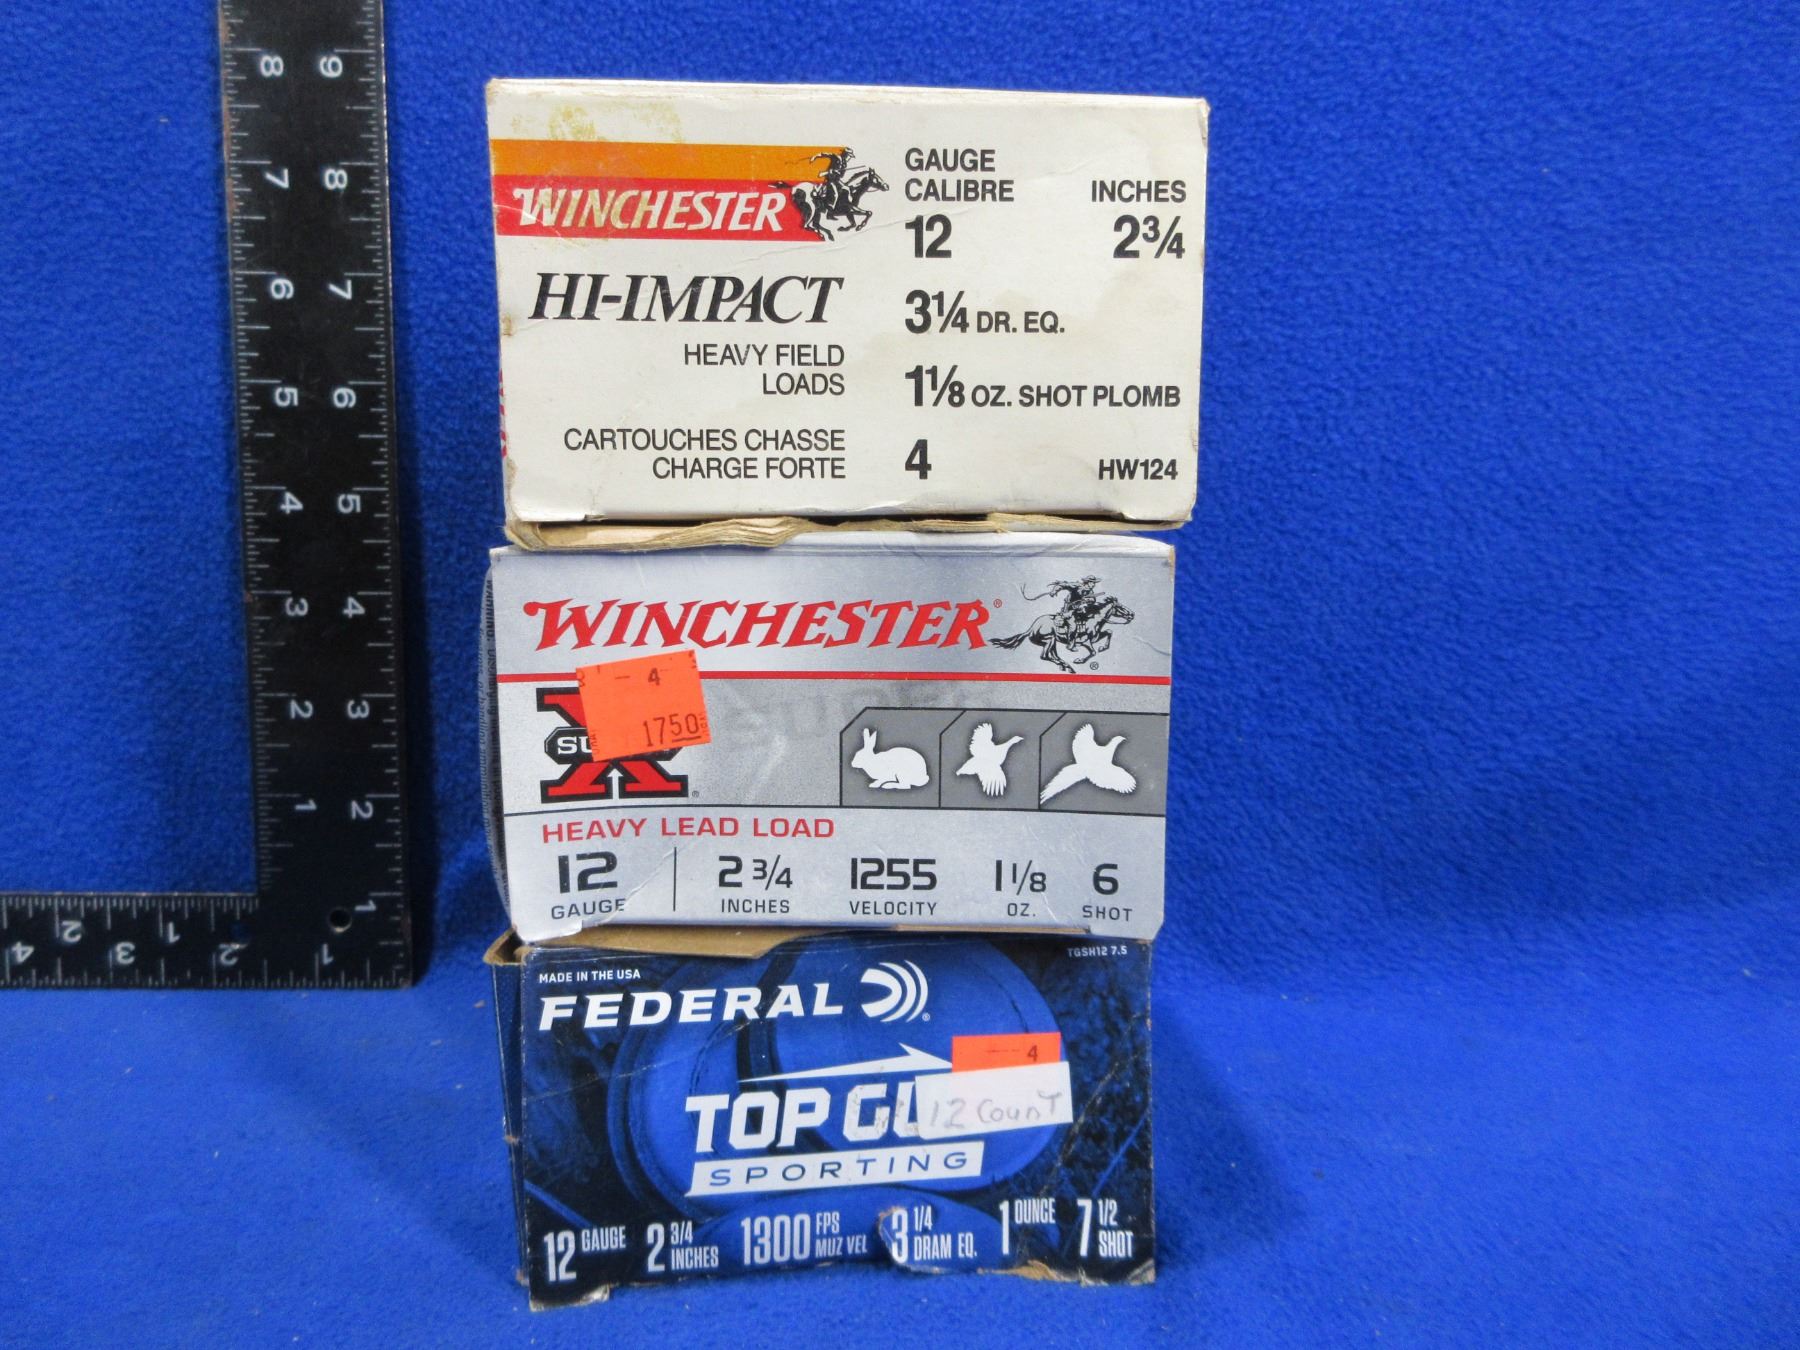 WINCHESTER
HI-IMPACT
HEAVY FIELD
LOADS
CARTOUCHES CHASSE
CHARGE FORTE
GAUGE
CALIBRE INCHES
12 2¾
3¼ DR. EQ.
1⅛ OZ. SHOT PLOMB
4 HW124
WINCHESTER®
4
1750
X
SU
HEAVY LEAD LOAD
12 2 3/4 1255 1 1/8 6
GAUGE INCHES VELOCITY OZ. SHOT
TGSH12 7.5
MADE IN THE USA
FEDERAL
4
TOP GU
12 Count
SPORTING
12 GAUGE 2 3/4 INCHES 1300 FPS MUZ VEL 3 1/4 DRAM EQ. 1 OUNCE 7 1/2 SHOT
8 9
7 8
6 7
5 6
4 5
3 4
2 3
1 2
1
2 1
4 3 2 1